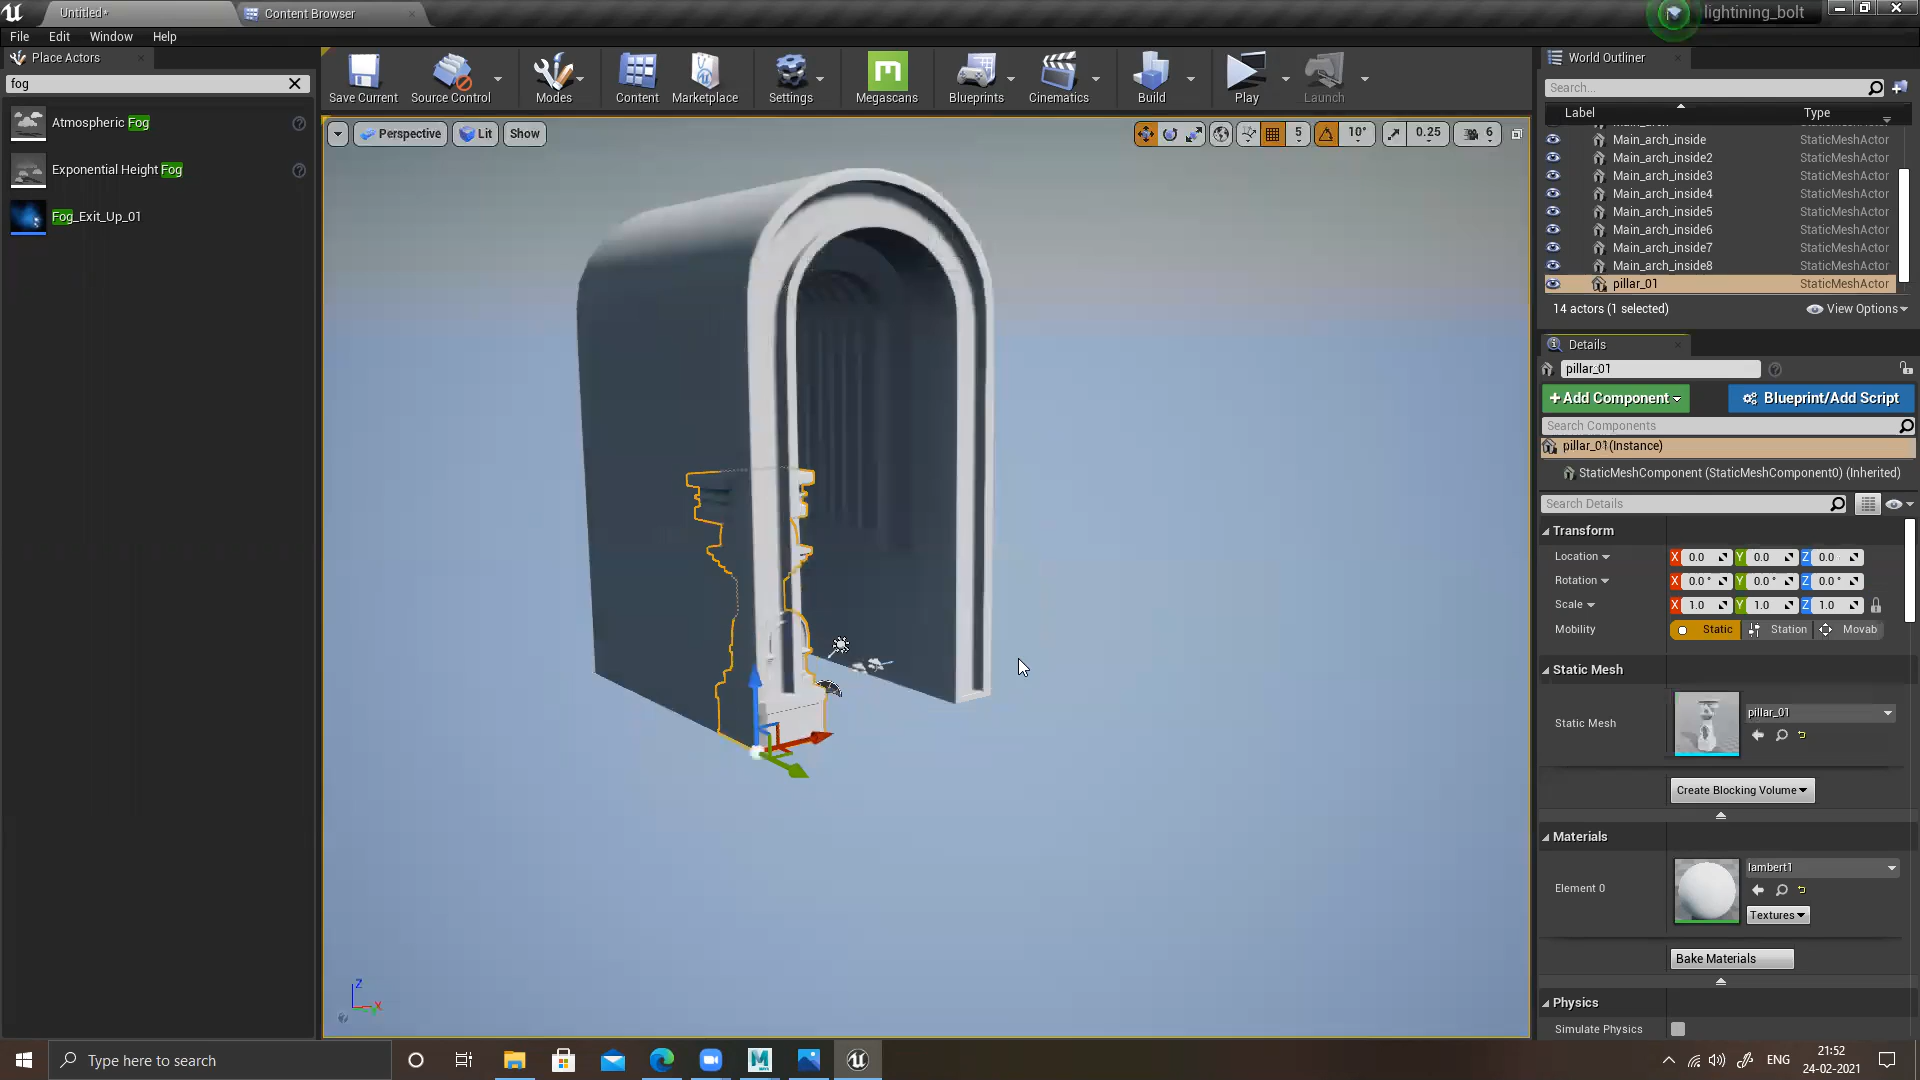 Untitled*
Content Browser
lightining_bolt
File Edit Window Help
Place Actors
fog
Atmospheric Fog
Exponential Height Fog
Fog_Exit_Up_01
Save Current
Source Control
Modes
Content
Marketplace
Settings
Megascans
Blueprints
Cinematics
Build
Play
Launch
Perspective
Lit
Show
5
10°
0.25
6
World Outliner
Search...
Label Type
Main_arch_inside StaticMeshActor
Main_arch_inside2 StaticMeshActor
Main_arch_inside3 StaticMeshActor
Main_arch_inside4 StaticMeshActor
Main_arch_inside5 StaticMeshActor
Main_arch_inside6 StaticMeshActor
Main_arch_inside7 StaticMeshActor
Main_arch_inside8 StaticMeshActor
pillar_01 StaticMeshActor
14 actors (1 selected) View Options
Details
pillar_01
+Add Component Blueprint/Add Script
Search Components
pillar_01(Instance)
StaticMeshComponent (StaticMeshComponent0) (Inherited)
Search Details
Transform
Location X 0.0 Y 0.0 Z 0.0
Rotation X 0.0 ° Y 0.0 ° Z 0.0 °
Scale X 1.0 Y 1.0 Z 1.0
Mobility Static Station Movab
Static Mesh
Static Mesh pillar_01
Create Blocking Volume
Materials
Element 0 lambert1
Textures
Bake Materials
Physics
Simulate Physics
Z
X
Type here to search
ENG
21:52
24-02-2021